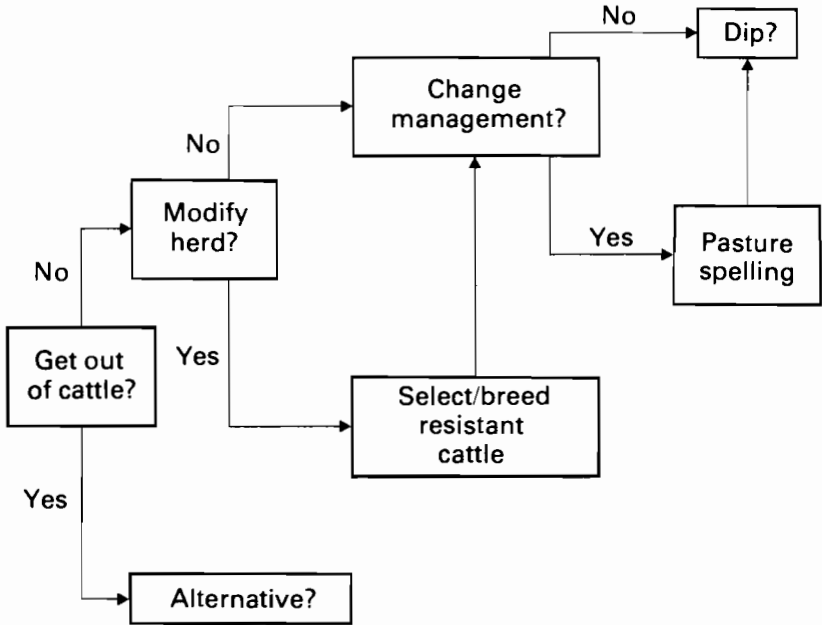 No
Dip?
Change
management?
No
Modify
herd?
Yes
Pasture
spelling
No
Get out
of cattle?
Yes
Select/breed
resistant
cattle
Yes
Alternative?